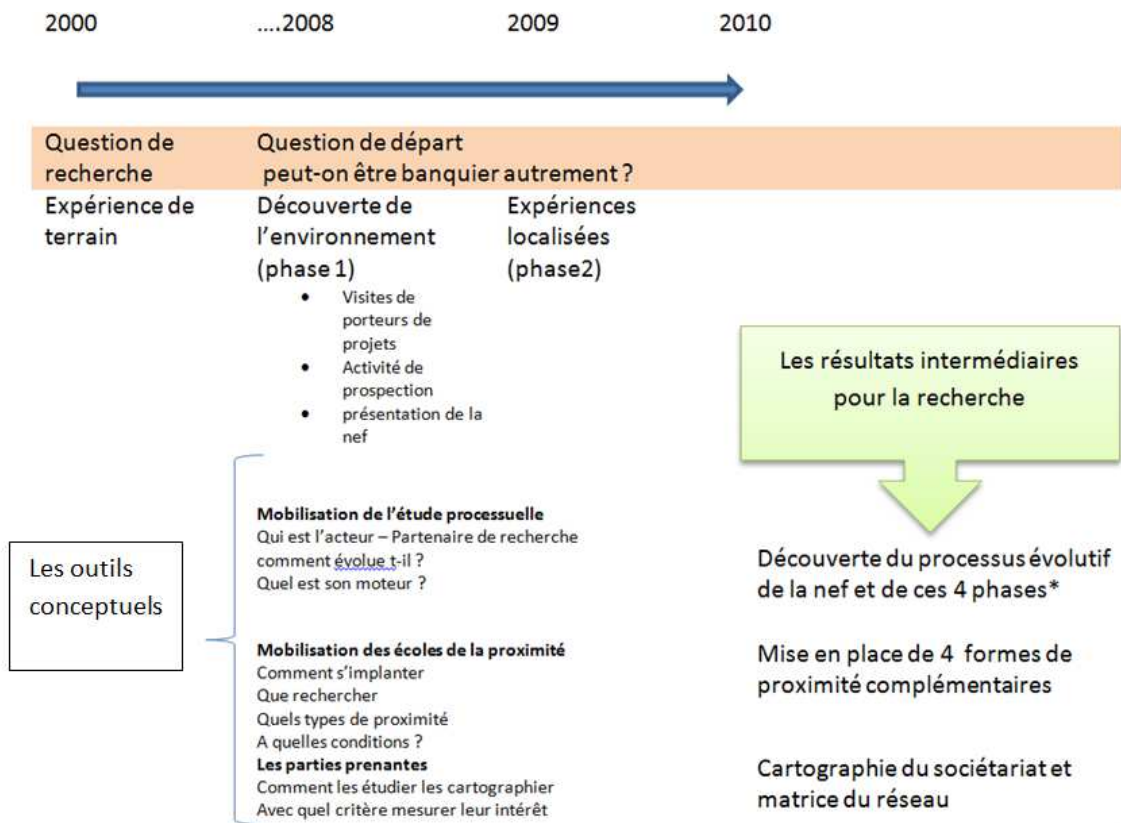 2000
....2008
2009
2010
Question de
recherche
Question de départ
peut-on être banquier autrement ?
Expérience de
terrain
Découverte de
l'environnement
(phase 1)
Expériences
localisées
(phase2)
• Visites de
porteurs de
projets
• Activité de
prospection
• présentation de la
nef
Les résultats intermédiaires
pour la recherche
Les outils
conceptuels
Mobilisation de l'étude processuelle
Qui est l'acteur – Partenaire de recherche
comment évolue t-il ?
Quel est son moteur ?
Mobilisation des écoles de la proximité
Comment s'implanter
Que rechercher
Quels types de proximité
A quelles conditions ?
Les parties prenantes
Comment les étudier les cartographier
Avec quel critère mesurer leur intérêt
Découverte du processus évolutif
de la nef et de ces 4 phases*
Mise en place de 4 formes de
proximité complémentaires
Cartographie du sociétariat et
matrice du réseau